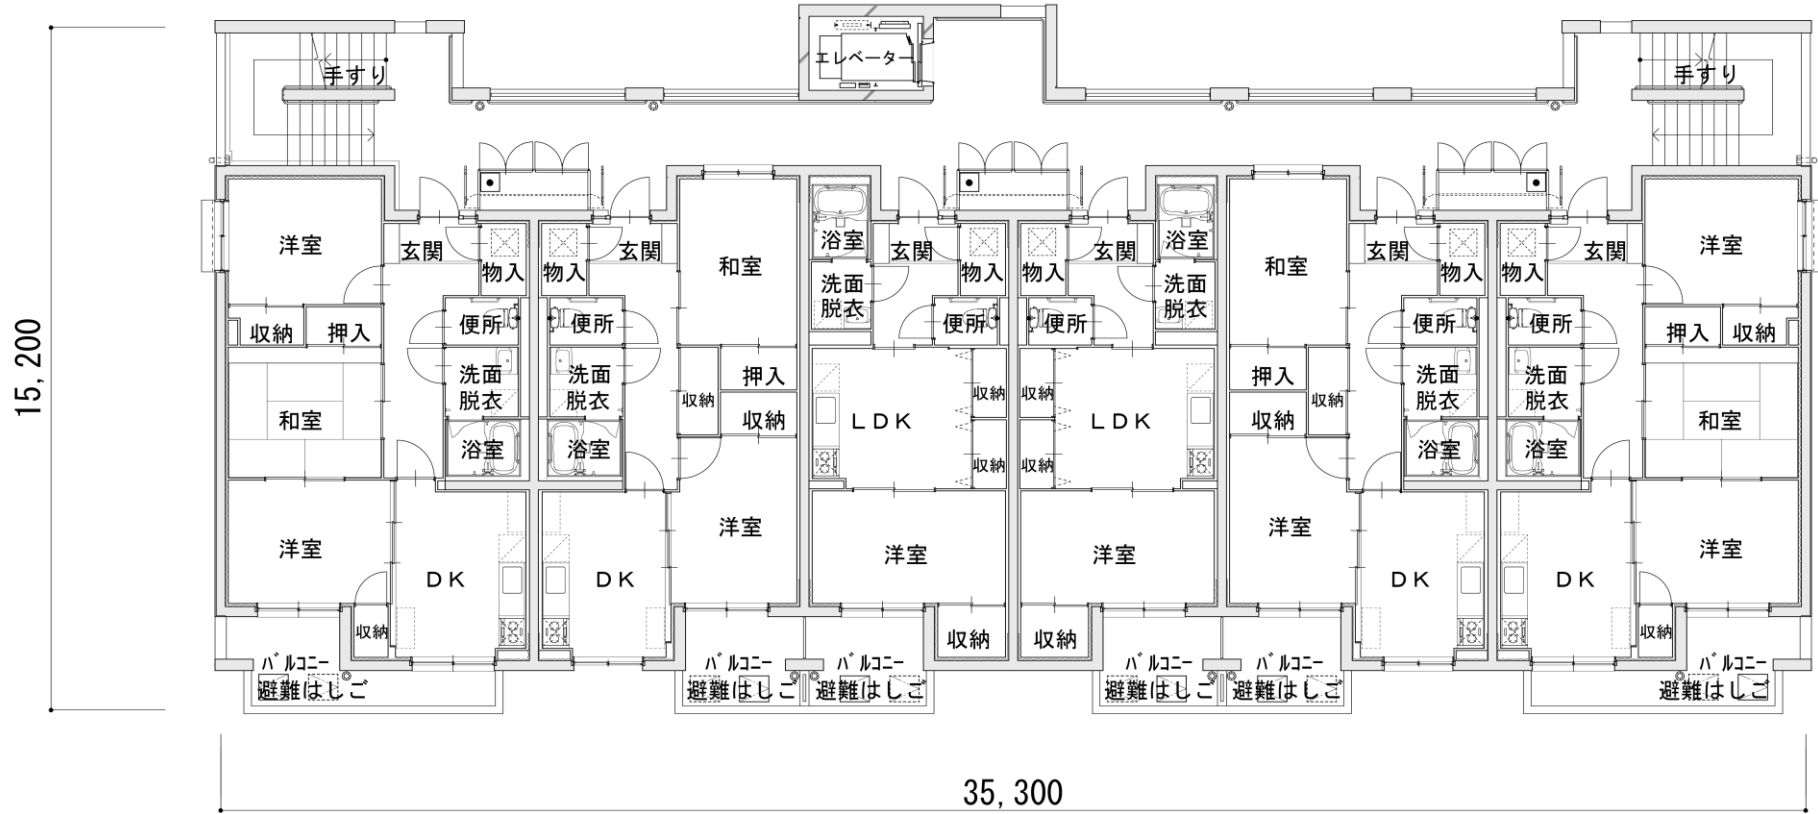 エレベーター
手すり
手すり
洋室
玄関
物入
物入
玄関
和室
浴室
玄関
物入
物入
玄関
浴室
和室
玄関
物入
物入
玄関
洋室
洗面
脱衣
洗面
脱衣
収納
押入
便所
便所
便所
便所
便所
便所
押入
収納
洗面
脱衣
洗面
脱衣
押入
押入
洗面
脱衣
洗面
脱衣
和室
収納
収納
LDK
収納
収納
LDK
収納
収納
和室
浴室
浴室
収納
収納
浴室
浴室
洋室
洋室
洋室
洋室
洋室
洋室
DK
DK
DK
DK
収納
収納
収納
収納
バルコニー
避難はしご
バルコニー
避難はしご
バルコニー
避難はしご
バルコニー
避難はしご
バルコニー
避難はしご
バルコニー
避難はしご
15,200
35,300